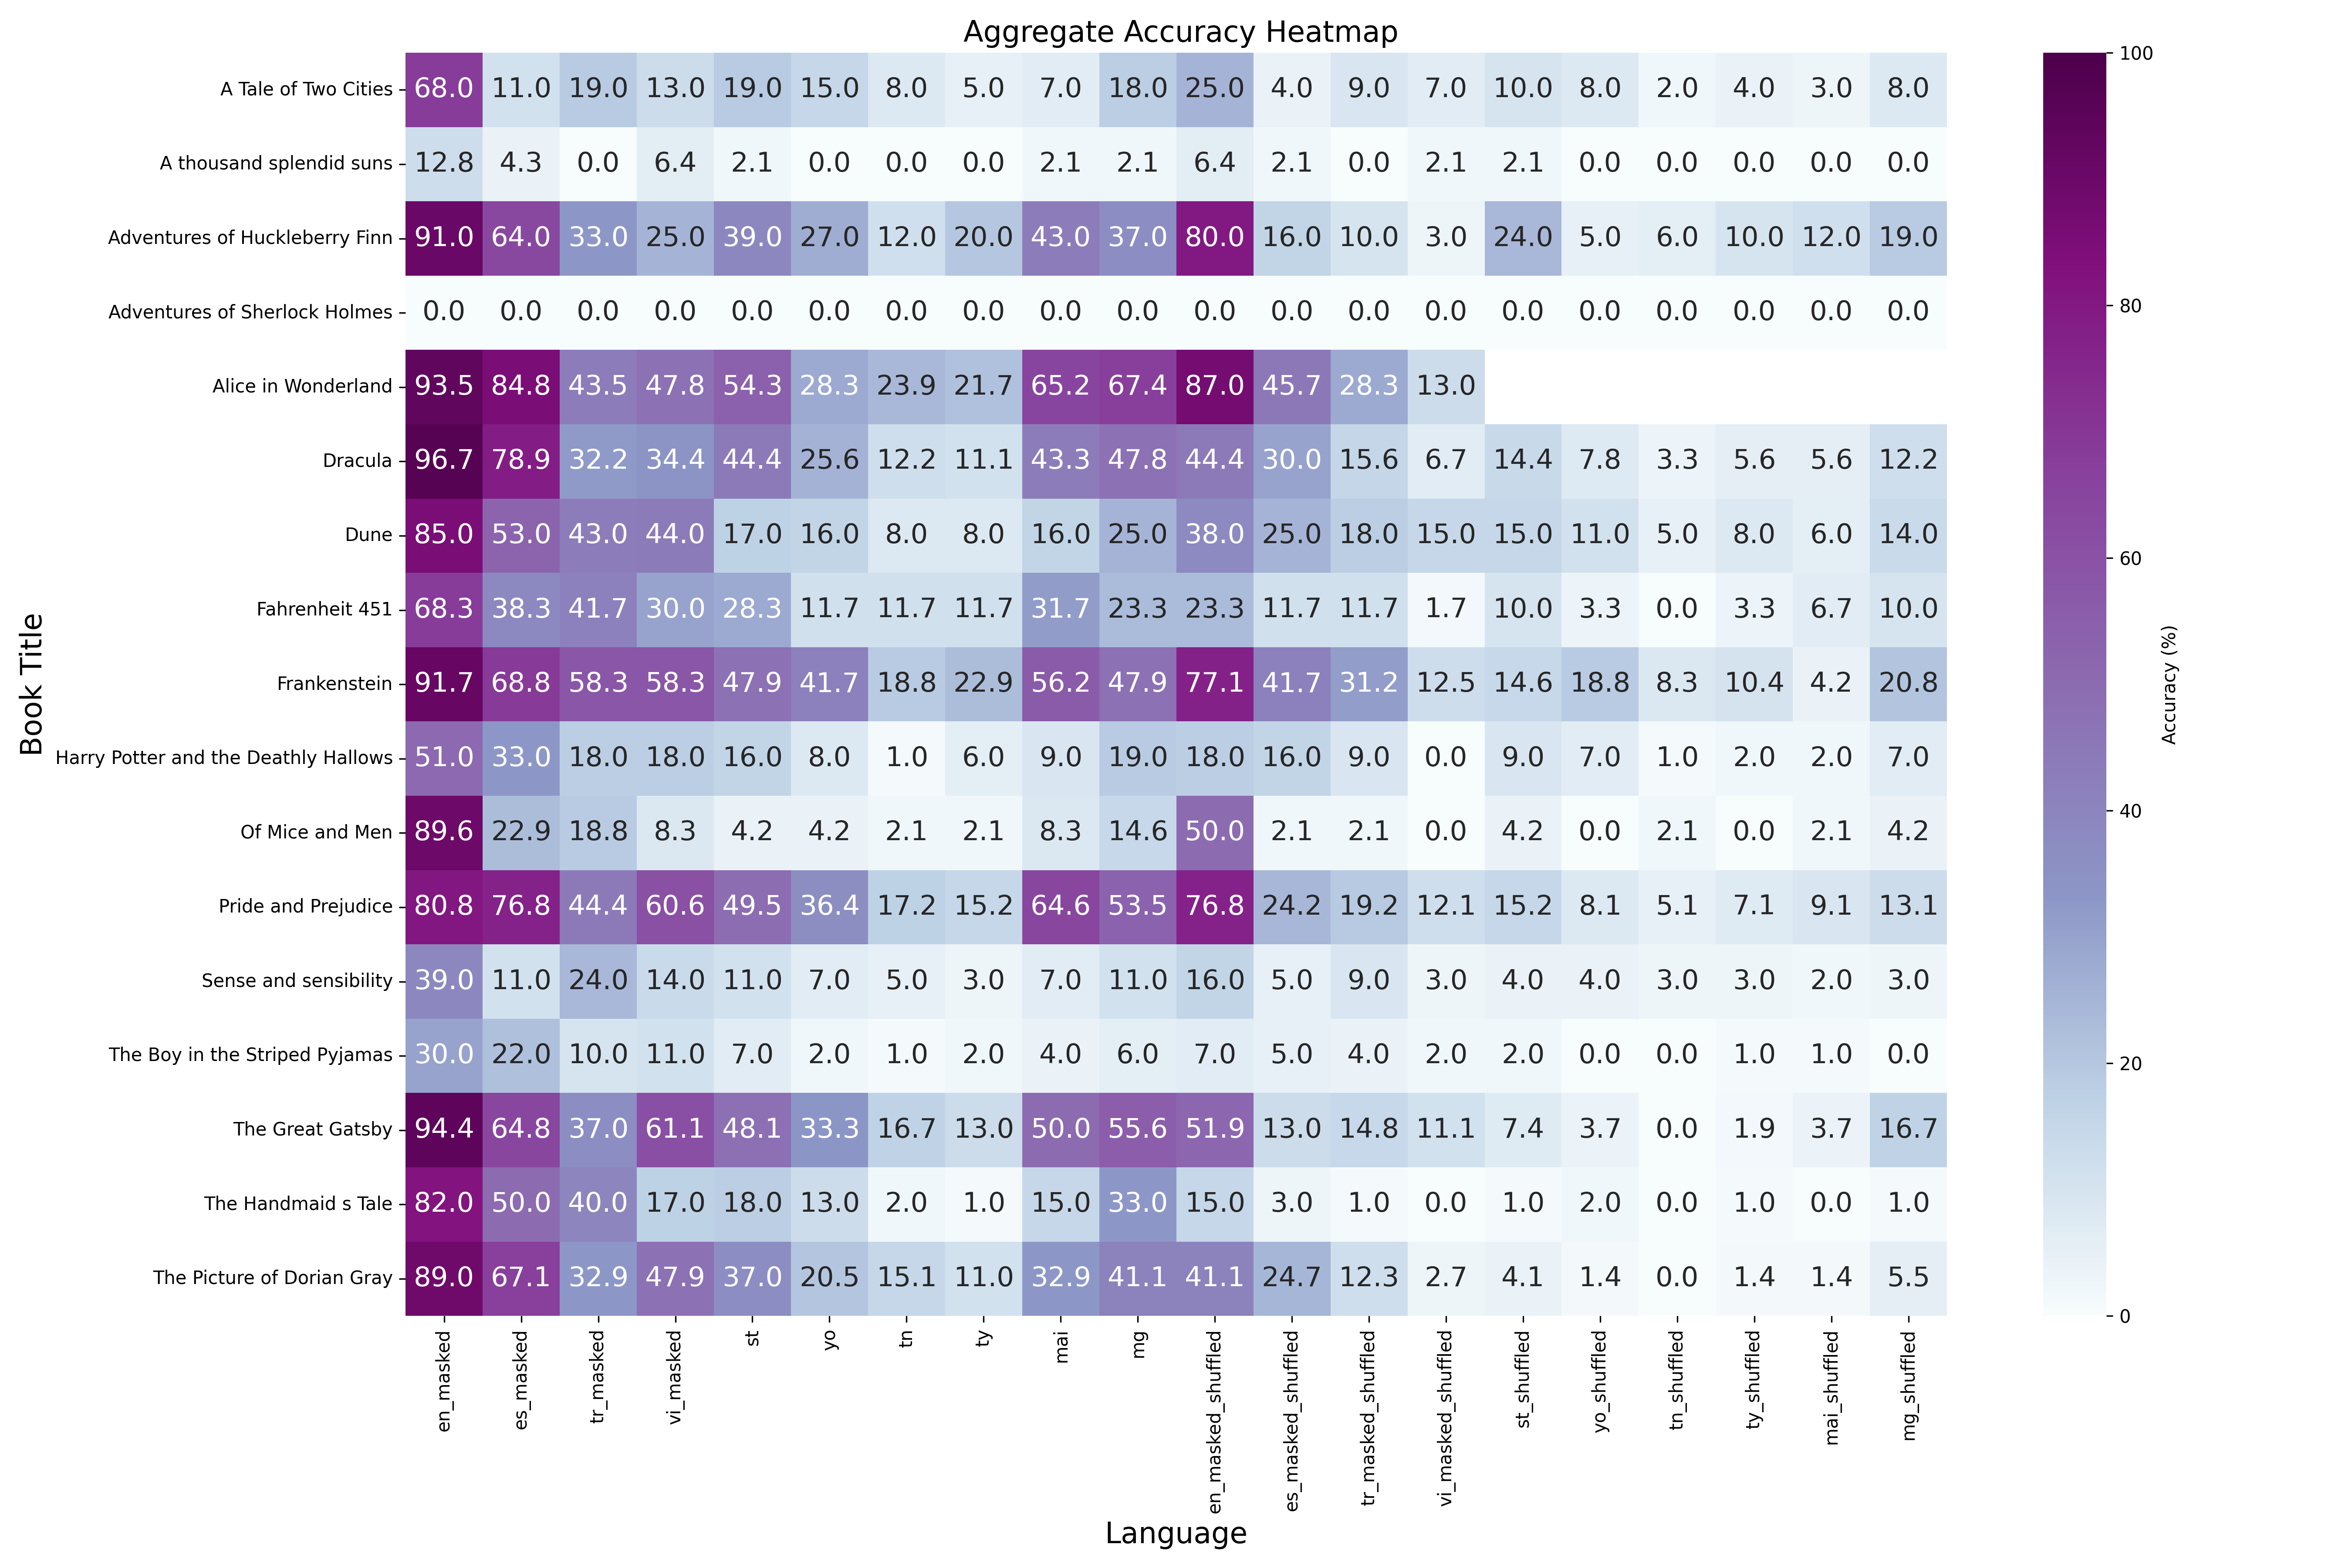 Aggregate Accuracy Heatmap
A Tale of Two Cities 68.0 11.0 19.0 13.0 19.0 15.0 8.0 5.0 7.0 18.0 25.0 4.0 9.0 7.0 10.0 8.0 2.0 4.0 3.0 8.0
A thousand splendid suns 12.8 4.3 0.0 6.4 2.1 0.0 0.0 0.0 2.1 2.1 6.4 2.1 0.0 2.1 2.1 0.0 0.0 0.0 0.0 0.0
Adventures of Huckleberry Finn 91.0 64.0 33.0 25.0 39.0 27.0 12.0 20.0 43.0 37.0 80.0 16.0 10.0 3.0 24.0 5.0 6.0 10.0 12.0 19.0
Adventures of Sherlock Holmes 0.0 0.0 0.0 0.0 0.0 0.0 0.0 0.0 0.0 0.0 0.0 0.0 0.0 0.0 0.0 0.0 0.0 0.0 0.0 0.0
Alice in Wonderland 93.5 84.8 43.5 47.8 54.3 28.3 23.9 21.7 65.2 67.4 87.0 45.7 28.3 13.0
Dracula 96.7 78.9 32.2 34.4 44.4 25.6 12.2 11.1 43.3 47.8 44.4 30.0 15.6 6.7 14.4 7.8 3.3 5.6 5.6 12.2
Dune 85.0 53.0 43.0 44.0 17.0 16.0 8.0 8.0 16.0 25.0 38.0 25.0 18.0 15.0 15.0 11.0 5.0 8.0 6.0 14.0
Fahrenheit 451 68.3 38.3 41.7 30.0 28.3 11.7 11.7 11.7 31.7 23.3 23.3 11.7 11.7 1.7 10.0 3.3 0.0 3.3 6.7 10.0
Frankenstein 91.7 68.8 58.3 58.3 47.9 41.7 18.8 22.9 56.2 47.9 77.1 41.7 31.2 12.5 14.6 18.8 8.3 10.4 4.2 20.8
Harry Potter and the Deathly Hallows 51.0 33.0 18.0 18.0 16.0 8.0 1.0 6.0 9.0 19.0 18.0 16.0 9.0 0.0 9.0 7.0 1.0 2.0 2.0 7.0
Of Mice and Men 89.6 22.9 18.8 8.3 4.2 4.2 2.1 2.1 8.3 14.6 50.0 2.1 2.1 0.0 4.2 0.0 2.1 0.0 2.1 4.2
Pride and Prejudice 80.8 76.8 44.4 60.6 49.5 36.4 17.2 15.2 64.6 53.5 76.8 24.2 19.2 12.1 15.2 8.1 5.1 7.1 9.1 13.1
Sense and sensibility 39.0 11.0 24.0 14.0 11.0 7.0 5.0 3.0 7.0 11.0 16.0 5.0 9.0 3.0 4.0 4.0 3.0 3.0 2.0 3.0
The Boy in the Striped Pyjamas 30.0 22.0 10.0 11.0 7.0 2.0 1.0 2.0 4.0 6.0 7.0 5.0 4.0 2.0 2.0 0.0 0.0 1.0 1.0 0.0
The Great Gatsby 94.4 64.8 37.0 61.1 48.1 33.3 16.7 13.0 50.0 55.6 51.9 13.0 14.8 11.1 7.4 3.7 0.0 1.9 3.7 16.7
The Handmaid s Tale 82.0 50.0 40.0 17.0 18.0 13.0 2.0 1.0 15.0 33.0 15.0 3.0 1.0 0.0 1.0 2.0 0.0 1.0 0.0 1.0
The Picture of Dorian Gray 89.0 67.1 32.9 47.9 37.0 20.5 15.1 11.0 32.9 41.1 41.1 24.7 12.3 2.7 4.1 1.4 0.0 1.4 1.4 5.5
en_masked es_masked tr_masked vi_masked st yo tn ty mai mg en_masked_shuffled es_masked_shuffled tr_masked_shuffled vi_masked_shuffled st_shuffled yo_shuffled tn_shuffled ty_shuffled mai_shuffled mg_shuffled
Language
Book Title
100
80
60
40
20
0
Accuracy (%)